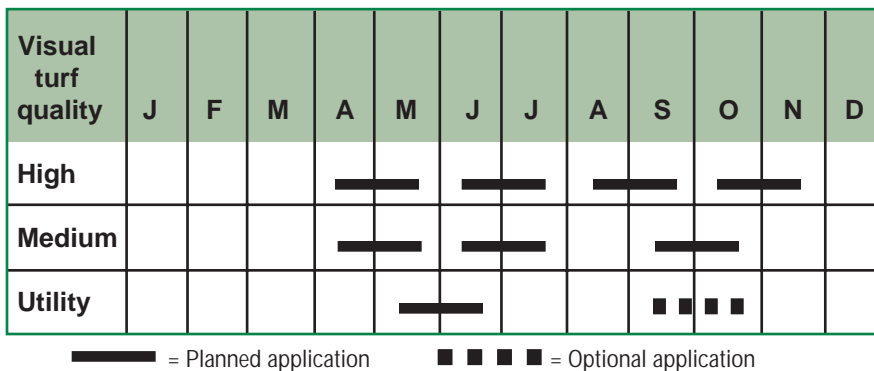 Visual
turf
quality J F M A M J J A S O N D
High
Medium
Utility
= Planned application = Optional application